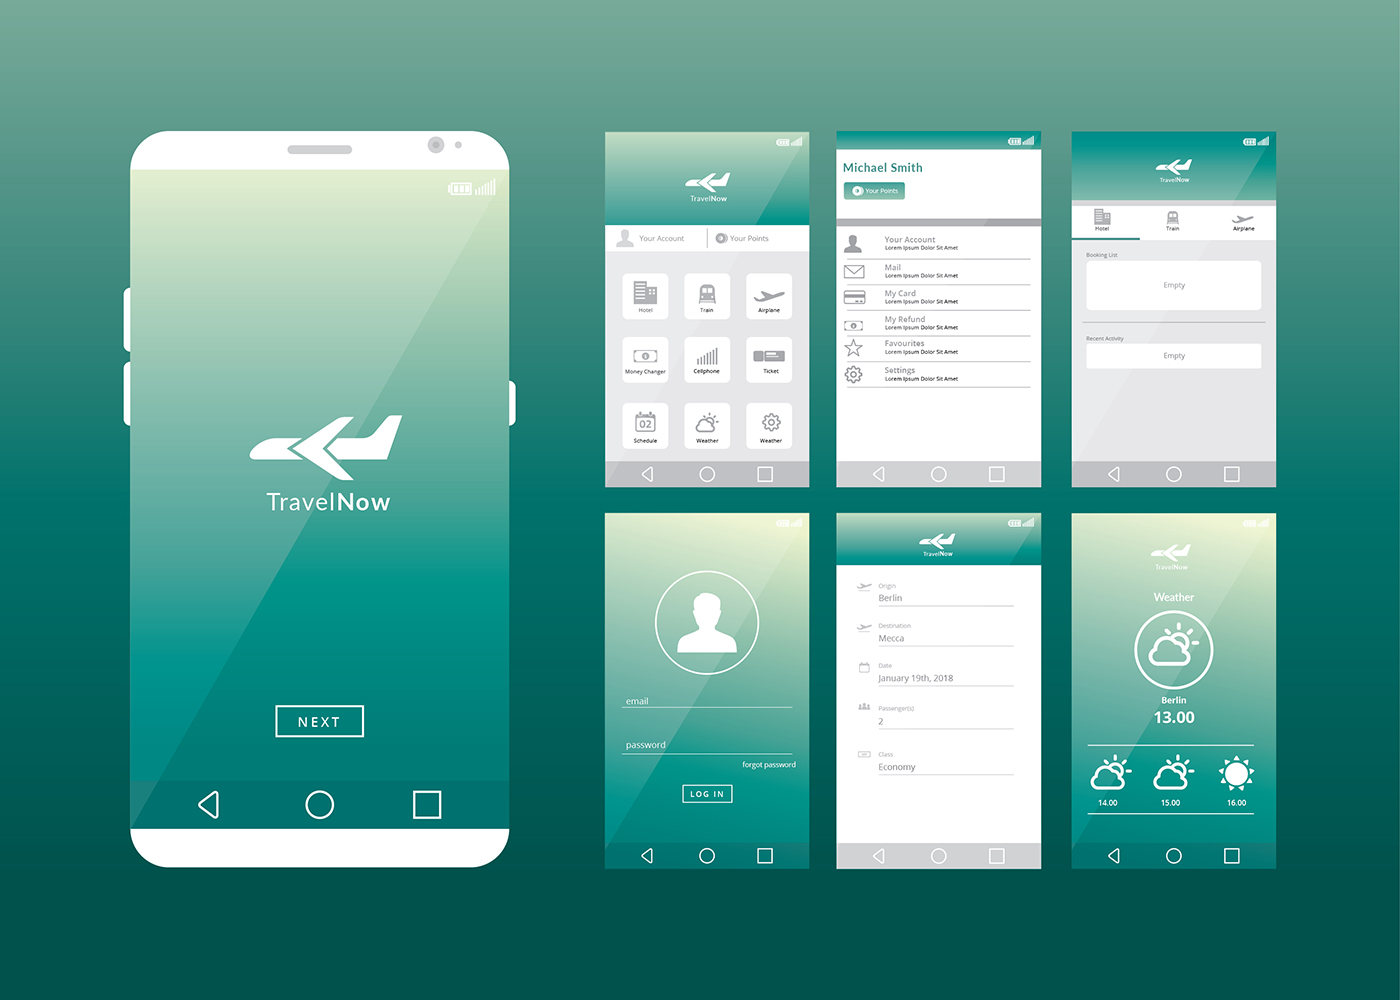 TravelNow
NEXT
TravelNow
Your Account
Your Points
Hotel
Train
Airplane
Money Changer
Cellphone
Ticket
02
Schedule
Weather
Weather
Michael Smith
Your Points
Your Account
Lorem Ipsum Dolor Sit Amet
Mail
Lorem Ipsum Dolor Sit Amet
My Card
Lorem Ipsum Dolor Sit Amet
My Refund
Lorem Ipsum Dolor Sit Amet
Favourites
Lorem Ipsum Dolor Sit Amet
Settings
Lorem Ipsum Dolor Sit Amet
TravelNow
Hotel
Train
Airplane
Booking List
Empty
Recent Activity
Empty
email
password
forgot password
LOG IN
TravelNow
Origin
Berlin
Destination
Mecca
Date
January 19th, 2018
Passenger(s)
2
Class
Economy
TravelNow
Weather
Berlin
13.00
14.00
15.00
16.00